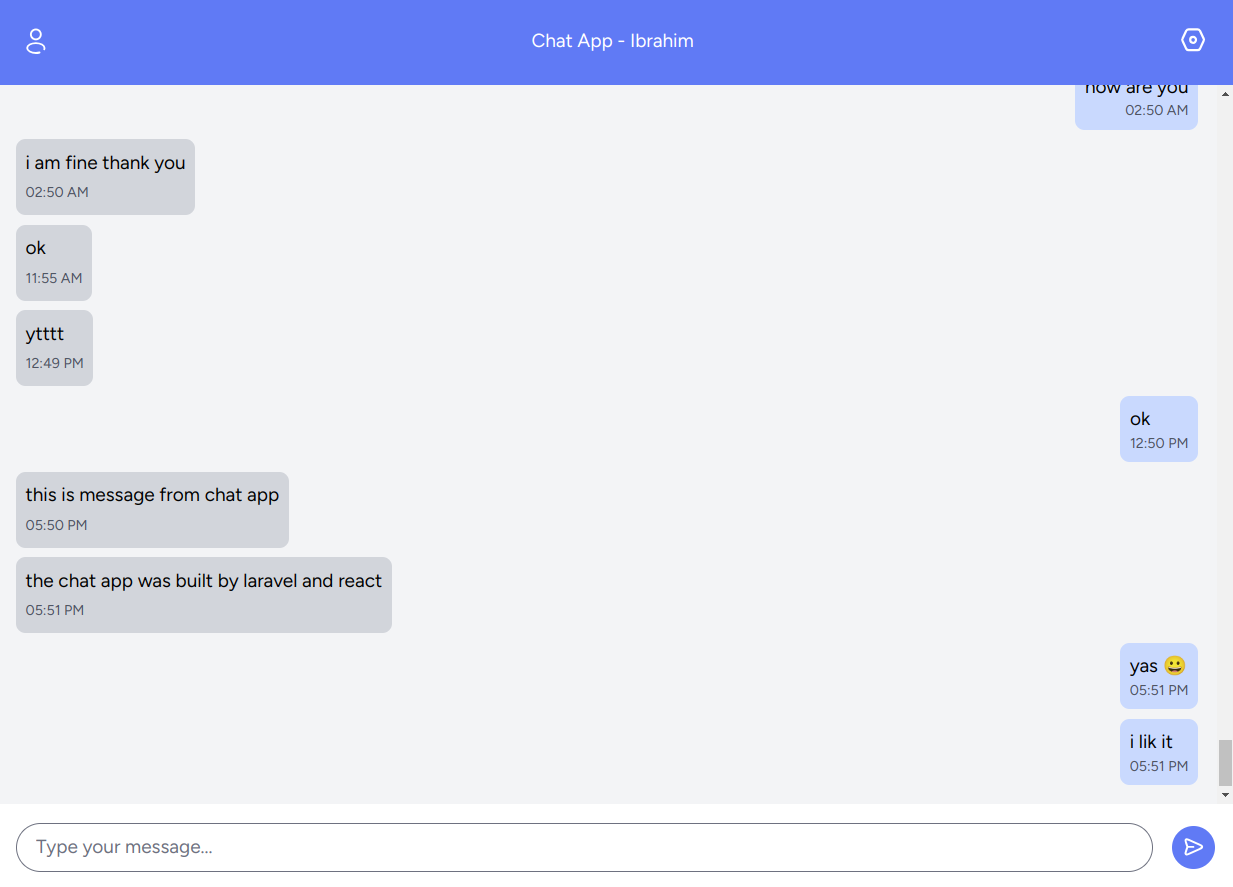 Chat App - Ibrahim
how are you
02:50 AM
i am fine thank you
02:50 AM
ok
11:55 AM
ytttt
12:49 PM
ok
12:50 PM
this is message from chat app
05:50 PM
the chat app was built by laravel and react
05:51 PM
yas 😀
05:51 PM
i lik it
05:51 PM
Type your message...